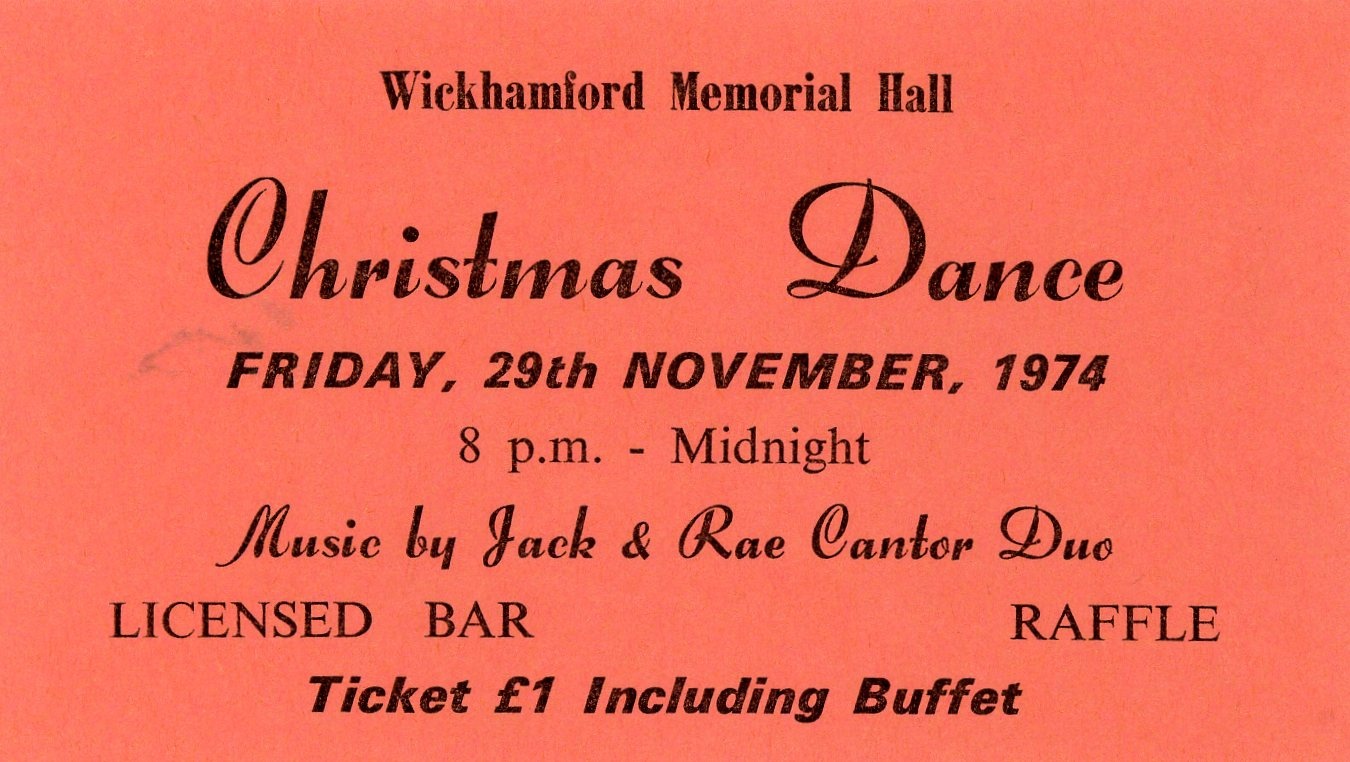 Wickhamford Memorial Hall
Christmas Dance
FRIDAY, 29th NOVEMBER, 1974
8 p.m. - Midnight
Music by Jack & Rae Cantor Duo
LICENSED BAR RAFFLE
Ticket £1 Including Buffet